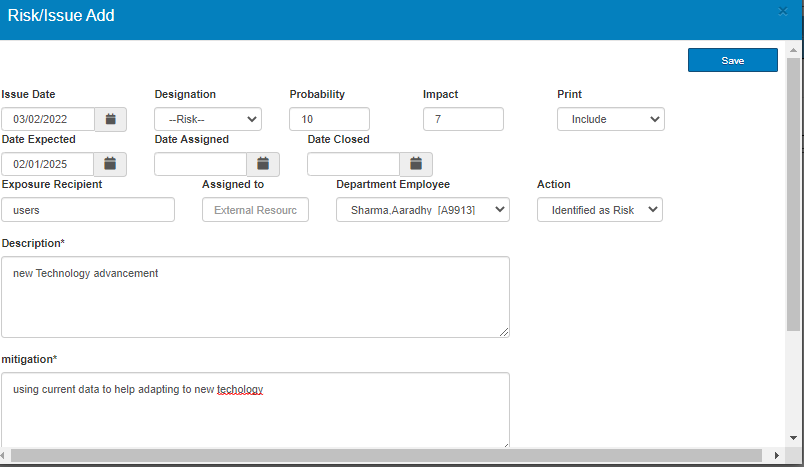 Risk/Issue Add
×
Save
Issue Date Designation Probability Impact Print
03/02/2022 --Risk-- 10 7 Include
Date Expected Date Assigned Date Closed
02/01/2025
Exposure Recipient Assigned to Department Employee Action
users External Resourc Sharma,Aaradhy [A9913] Identified as Risk
Description*
new Technology advancement
mitigation*
using current data to help adapting to new techology